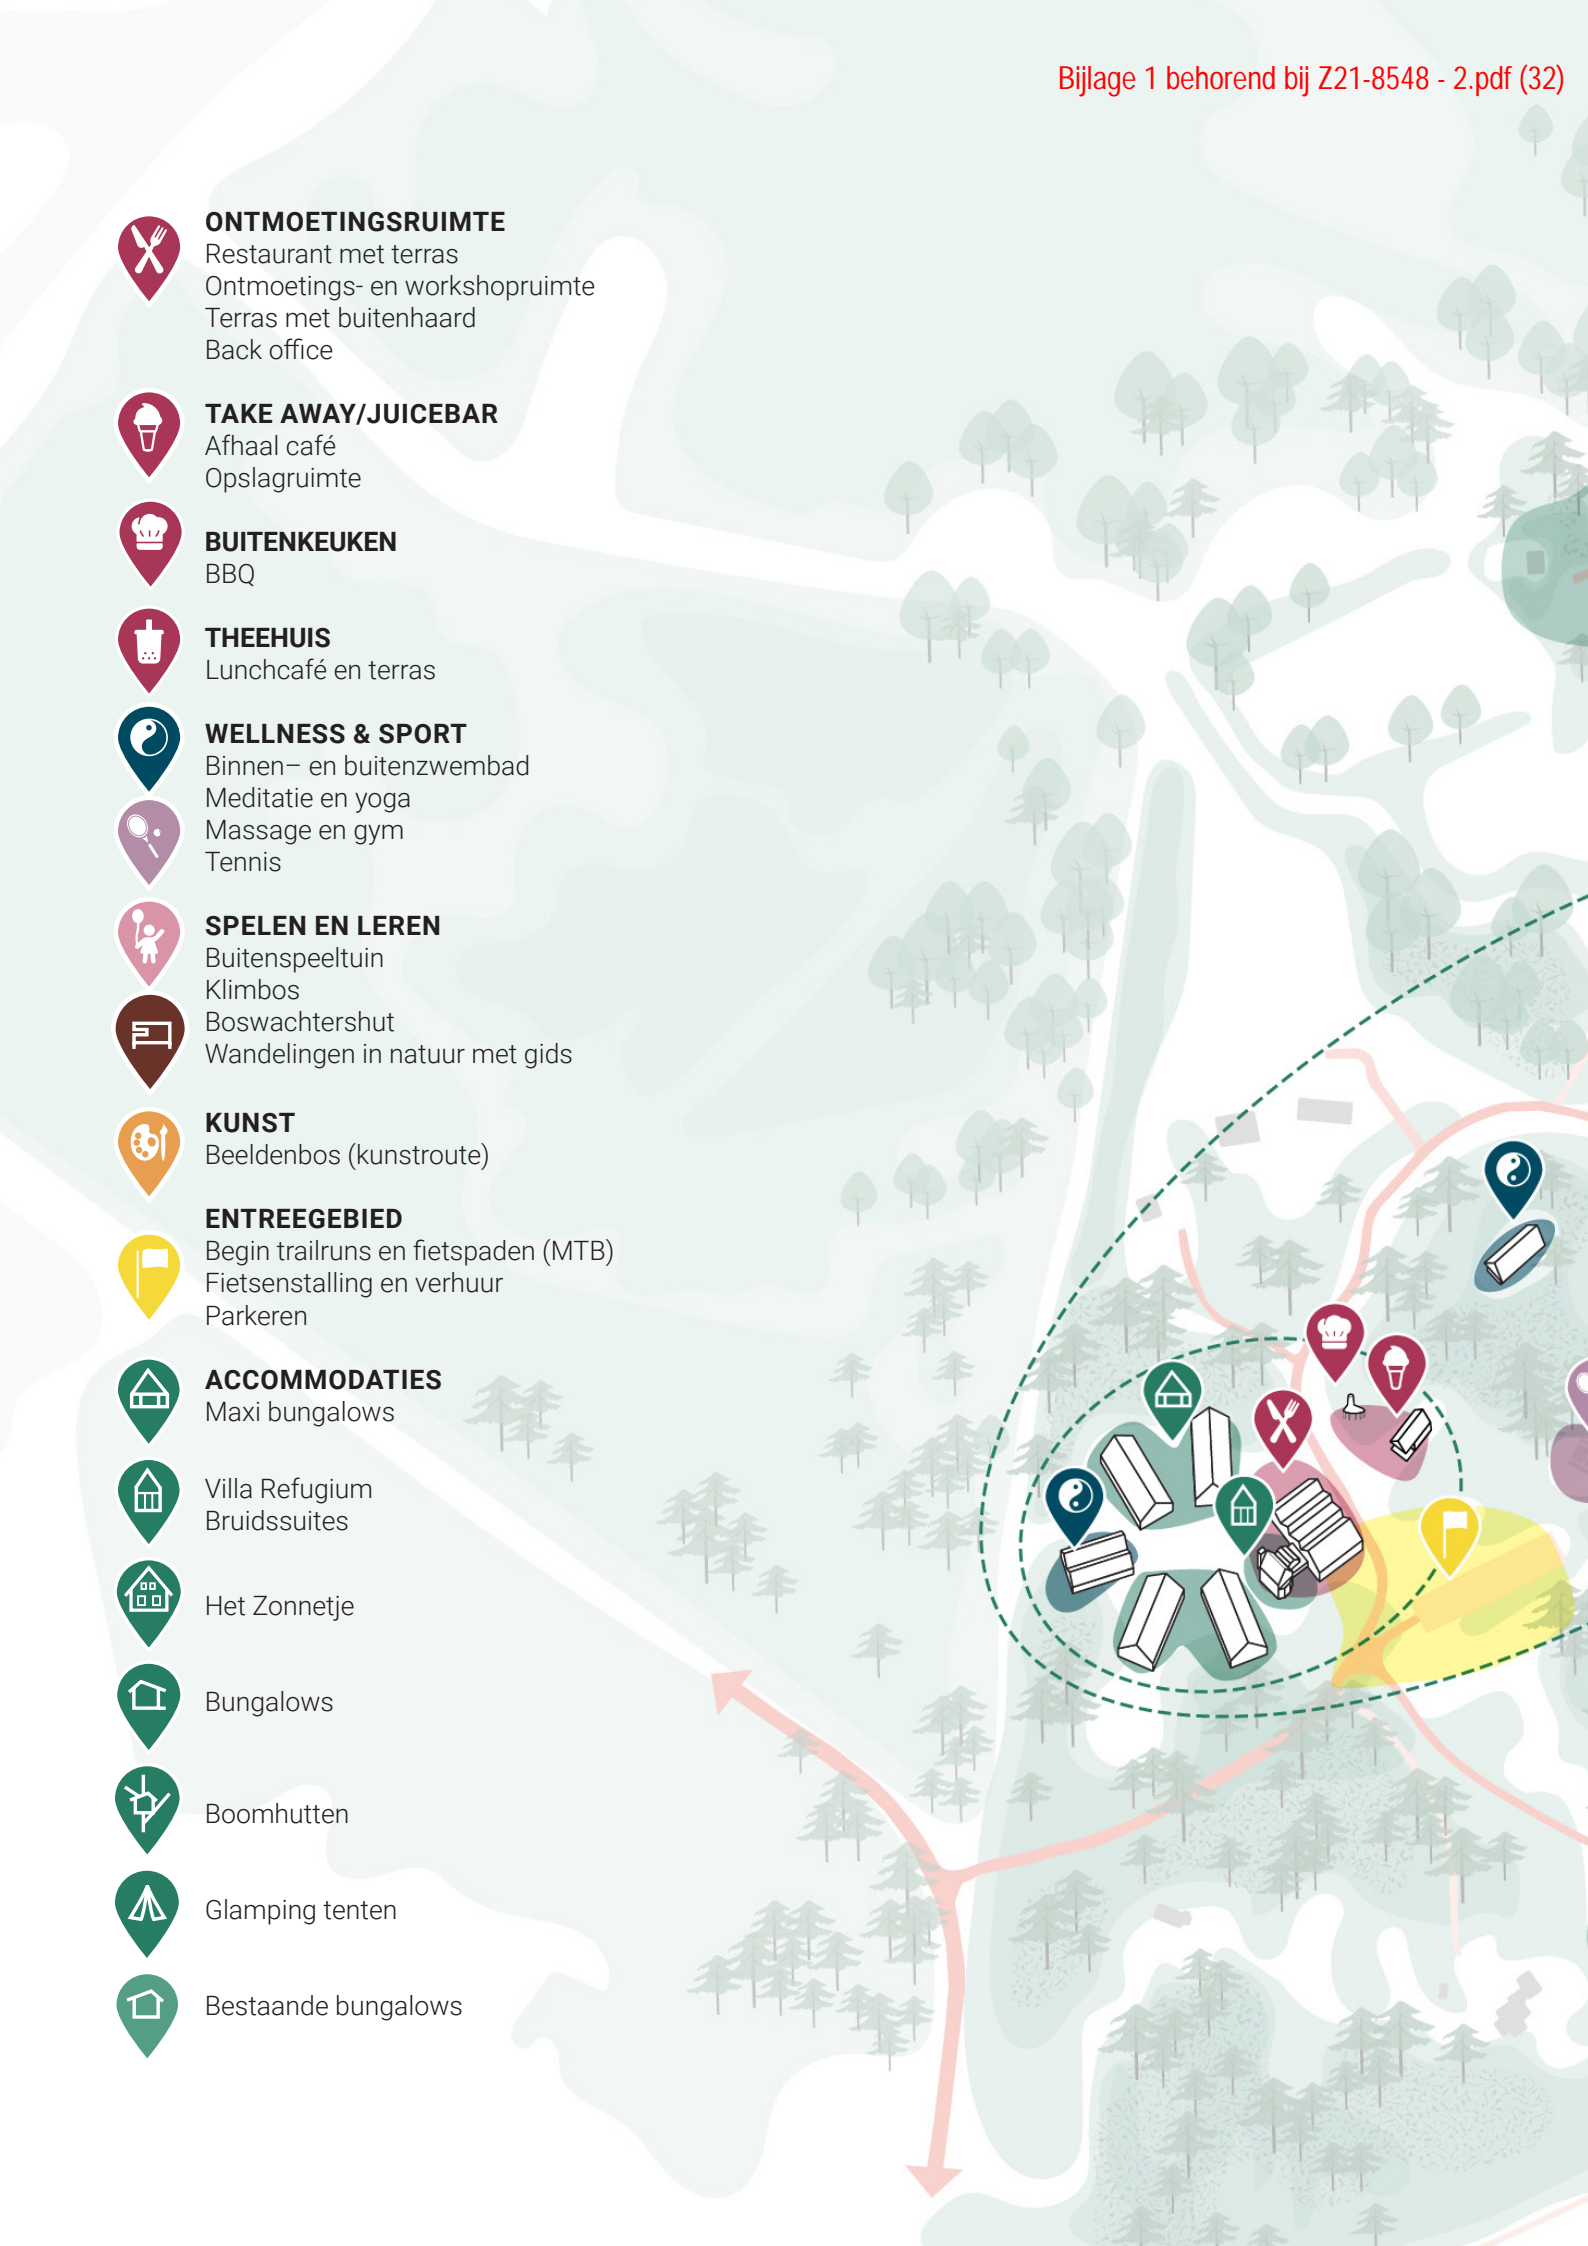 Bijlage 1 behorend bij Z21-8548 - 2.pdf (32)
ONTMOETINGSRUIMTE
Restaurant met terras
Ontmoetings- en workshopruimte
Terras met buitenhaard
Back office
TAKE AWAY/JUICEBAR
Afhaal café
Opslagruimte
BUITENKEUKEN
BBQ
THEEHUIS
Lunchcafé en terras
WELLNESS & SPORT
Binnen– en buitenzwembad
Meditatie en yoga
Massage en gym
Tennis
SPELEN EN LEREN
Buitenspeeltuin
Klimbos
Boswachtershut
Wandelingen in natuur met gids
KUNST
Beeldenbos (kunstroute)
ENTREEGEBIED
Begin trailruns en fietspaden (MTB)
Fietsenstalling en verhuur
Parkeren
ACCOMMODATIES
Maxi bungalows
Villa Refugium
Bruidssuites
Het Zonnetje
Bungalows
Boomhutten
Glamping tenten
Bestaande bungalows